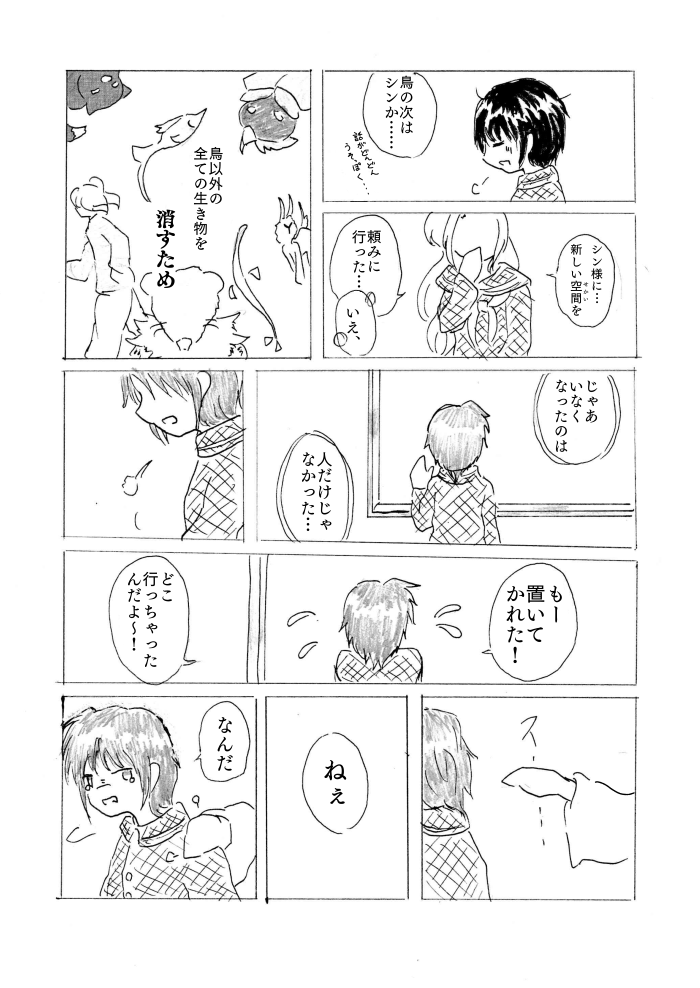 鳥の次は
シンか……
話がどんどん
うそっぽく…
シン様に…
新しい空間を
せかい
頼みに
行った…
いえ、
鳥以外の
全ての生き物を
消すため
じゃあ
いなく
なったのは
人だけじゃ
なかった…
もー
置いて
かれた！
どこ
行っちゃった
んだよ～！
スー
ねぇ
なんだ